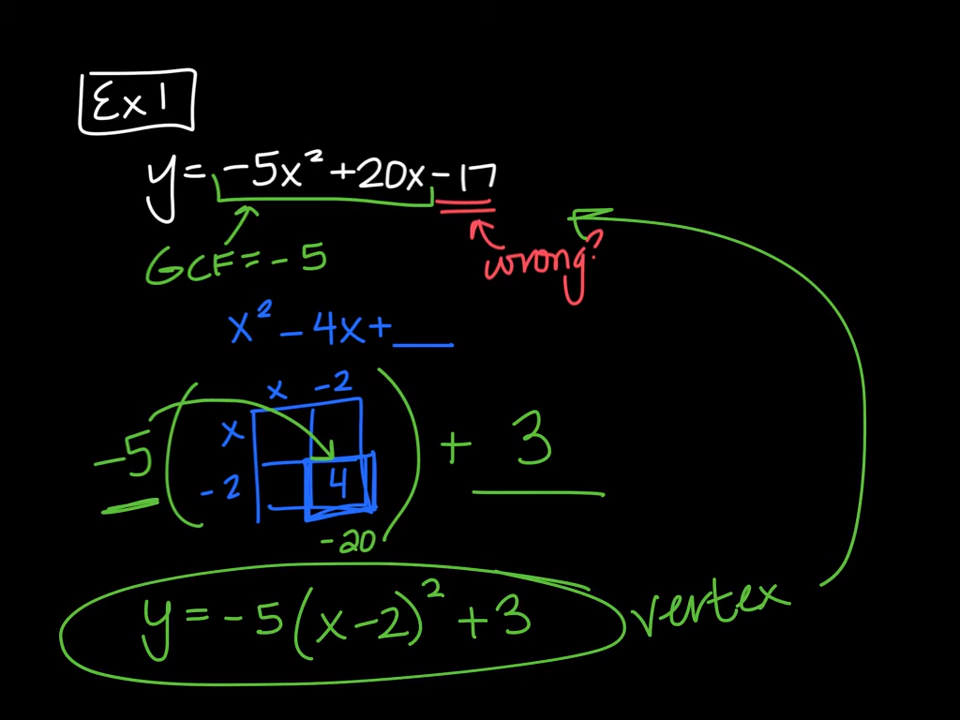 Ex 1
y = -5x² + 20x - 17
GCF = -5
wrong?
x² - 4x + __
x -2
x
-5 ( ) + 3
-2 4
-20
y = -5(x-2)² + 3 vertex